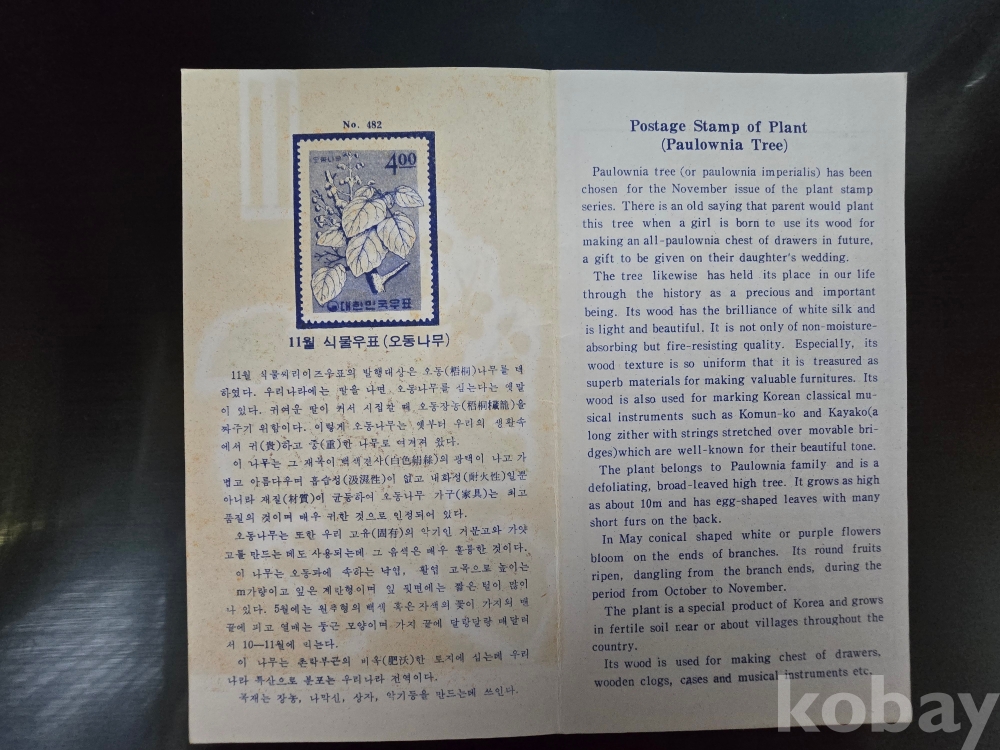 No. 482
오동나무
4.00
대한민국우표
11월 식물우표(오동나무)
11월 식물씨리이즈우표의 발행대상은 오동(梧桐)나무를 택
하였다. 우리나라에는 딸을 나면, 오동나무를 심는다는 옛말
이 있다. 귀여운 딸이 커서 시집갈 때 오동장농(梧桐欌籠)을
짜주기 위함이다. 이렇게 오동나무는 옛부터 우리의 생활속
에서 귀(貴)하고 중(重)한 나무로 여겨져 왔다.
이 나무는 그 재목이 백색견사(白色絹絲)의 광택이 나고 가
볍고 아름다우며 흡습성(汲濕性)이 없고 내화성(耐火性)일뿐
아니라 재질(材質)이 균등하여 오동나무 가구(家具)는 최고
품질의 것이며 매우 귀한 것으로 인정되어 있다.
오동나무는 또한 우리 고유(固有)의 악기인 거문고와 가얏
고를 만드는 데도 사용되는데 그 음색은 매우 훌륭한 것이다.
이 나무는 오동과에 속하는 낙엽, 활엽 고목으로 높이는
m가량이고 잎은 계란형이며 잎 뒷면에는 짧은 털이 많이
나 있다. 5월에는 원추형의 백색 혹은 자색의 꽃이 가지의 맨
끝에 피고 열매는 둥근 모양이며 가지 끝에 달랑달랑 매달려
서 10—11월에 익는다.
이 나무는 촌락부근의 비옥(肥沃)한 토지에 심는데 우리
나라 특산으로 분포는 우리나라 전역이다.
목재는 장농, 나막신, 상자, 악기등을 만드는데 쓰인다.
Postage Stamp of Plant
(Paulownia Tree)
Paulownia tree (or paulownia imperialis) has been
chosen for the November issue of the plant stamp
series. There is an old saying that parent would plant
this tree when a girl is born to use its wood for
making an all-paulownia chest of drawers in future,
a gift to be given on their daughter's wedding.
The tree likewise has held its place in our life
through the history as a precious and important
being. Its wood has the brilliance of white silk and
is light and beautiful. It is not only of non-moisture-
absorbing but fire-resisting quality. Especially, its
wood texture is so uniform that it is treasured as
superb materials for making valuable furnitures. Its
wood is also used for marking Korean classical mu-
sical instruments such as Komun-ko and Kayako(a
long zither with strings stretched over movable bri-
dges)which are well-known for their beautiful tone.
The plant belongs to Paulownia family and is a
defoliating, broad-leaved high tree. It grows as high
as about 10m and has egg-shaped leaves with many
short furs on the back.
In May conical shaped white or purple flowers
bloom on the ends of branches. Its round fruits
ripen, dangling from the branch ends, during the
period from October to November.
The plant is a special product of Korea and grows
in fertile soil near or about villages throughout the
country.
Its wood is used for making chest of drawers,
wooden clogs, cases and musical instruments etc.
kobay